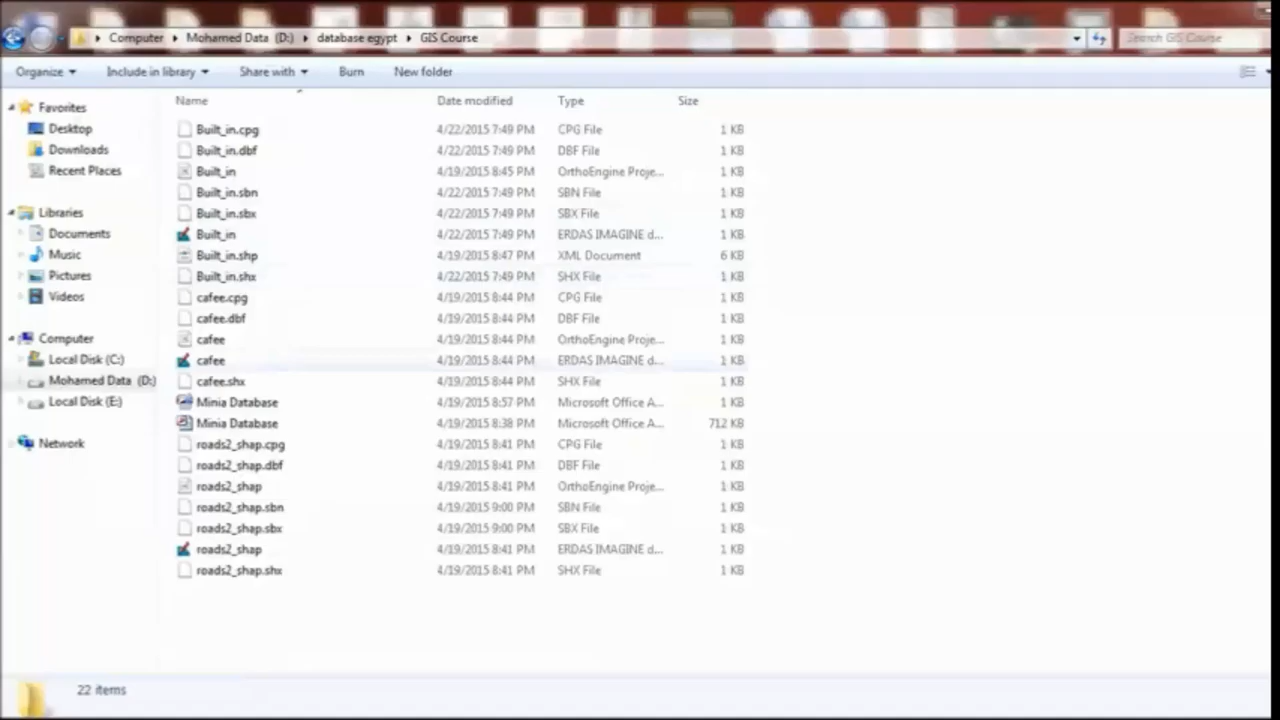 Computer Mohamed Data (D:) database egypt GIS Course Search GIS Course
Organize Include in library Share with Burn New folder
Name Date modified Type Size
Favorites
Desktop
Downloads
Recent Places
Libraries
Documents
Music
Pictures
Videos
Computer
Local Disk (C:)
Mohamed Data (D:)
Local Disk (E:)
Network
Built_in.cpg 4/22/2015 7:49 PM CPG File 1 KB
Built_in.dbf 4/22/2015 7:49 PM DBF File 1 KB
Built_in 4/19/2015 8:45 PM OrthoEngine Proje... 1 KB
Built_in.sbn 4/22/2015 7:49 PM SBN File 1 KB
Built_in.sbx 4/22/2015 7:49 PM SBX File 1 KB
Built_in 4/22/2015 7:49 PM ERDAS IMAGINE d... 1 KB
Built_in.shp 4/19/2015 8:47 PM XML Document 6 KB
Built_in.shx 4/22/2015 7:49 PM SHX File 1 KB
cafee.cpg 4/19/2015 8:44 PM CPG File 1 KB
cafee.dbf 4/19/2015 8:44 PM DBF File 1 KB
cafee 4/19/2015 8:44 PM OrthoEngine Proje... 1 KB
cafee 4/19/2015 8:44 PM ERDAS IMAGINE d... 1 KB
cafee.shx 4/19/2015 8:44 PM SHX File 1 KB
Minia Database 4/19/2015 8:57 PM Microsoft Office A... 1 KB
Minia Database 4/19/2015 8:38 PM Microsoft Office A... 712 KB
roads2_shap.cpg 4/19/2015 8:41 PM CPG File 1 KB
roads2_shap.dbf 4/19/2015 8:41 PM DBF File 1 KB
roads2_shap 4/19/2015 8:41 PM OrthoEngine Proje... 1 KB
roads2_shap.sbn 4/19/2015 9:00 PM SBN File 1 KB
roads2_shap.sbx 4/19/2015 9:00 PM SBX File 1 KB
roads2_shap 4/19/2015 8:41 PM ERDAS IMAGINE d... 1 KB
roads2_shap.shx 4/19/2015 8:41 PM SHX File 1 KB
22 items